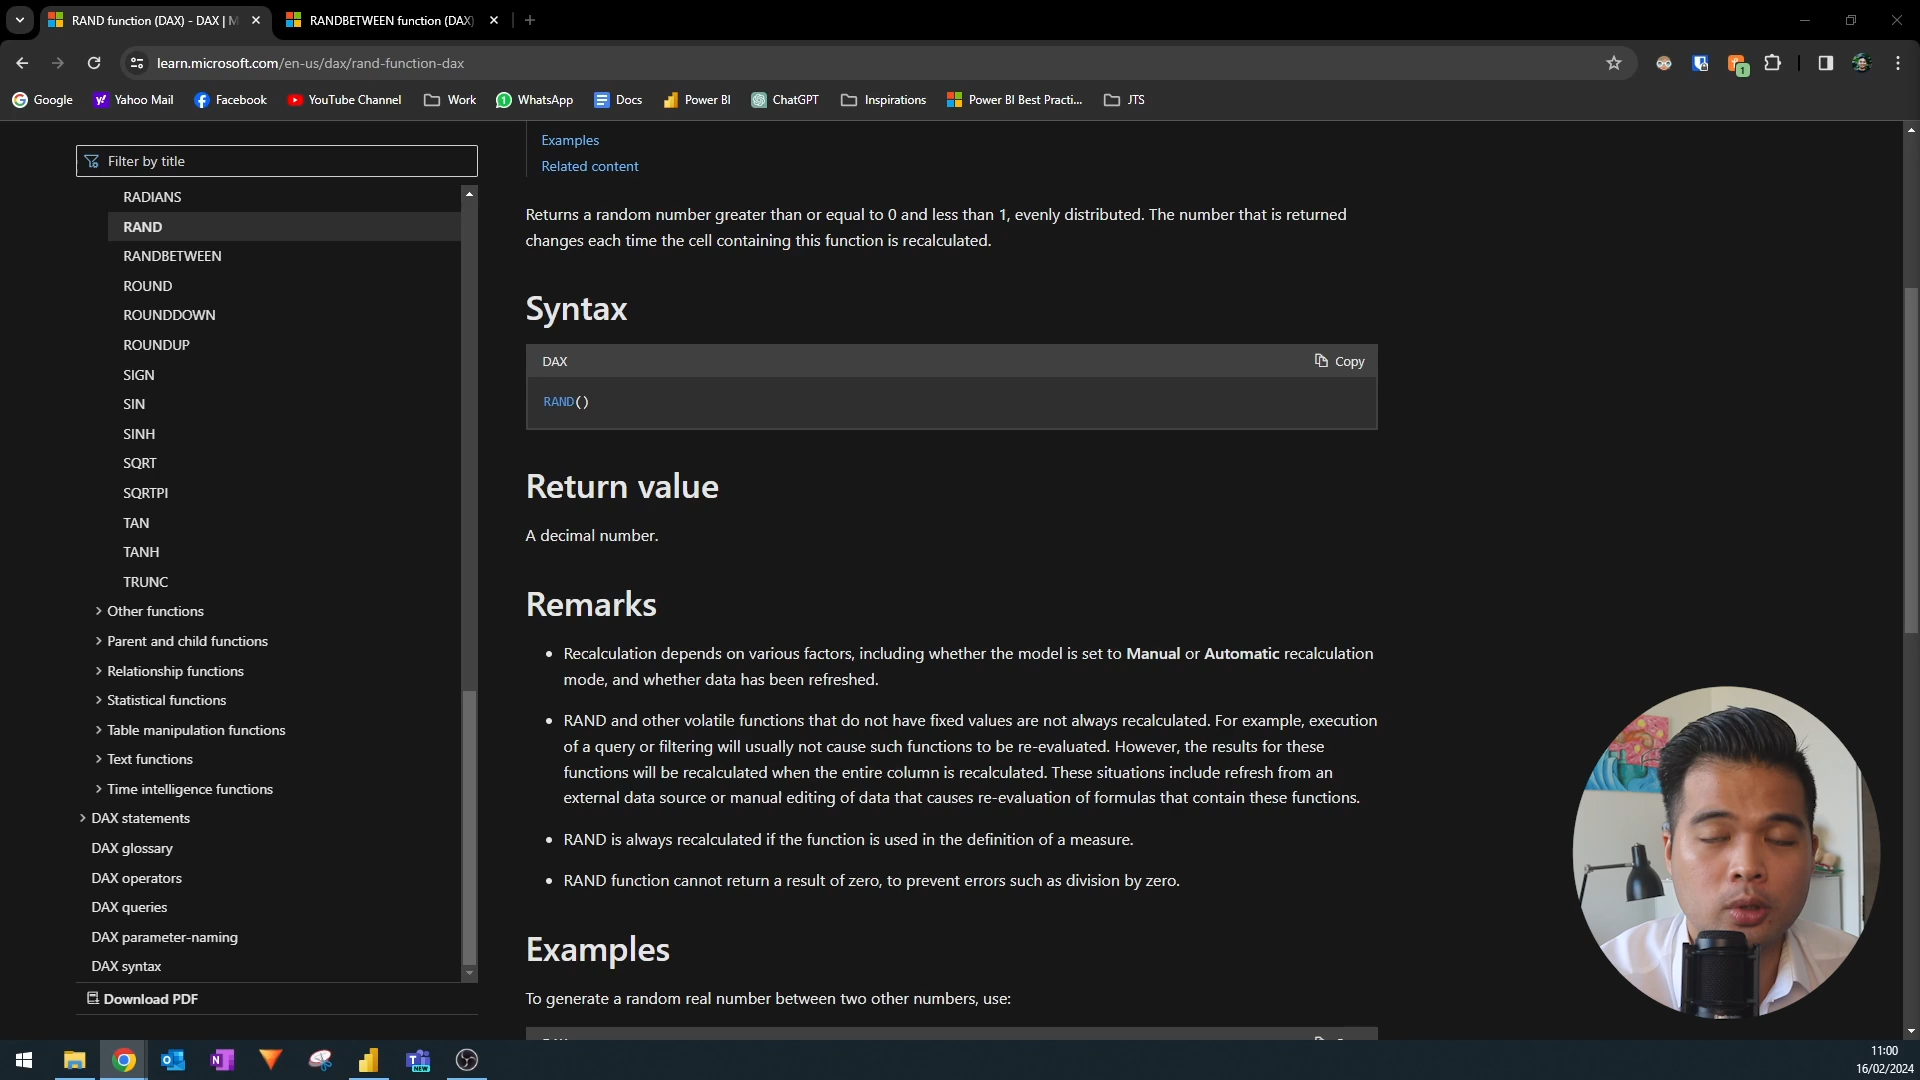 RAND function (DAX) - DAX | M
RANDBETWEEN function (DAX)
learn.microsoft.com/en-us/dax/rand-function-dax
1
Google
Yahoo Mail
Facebook
YouTube Channel
Work
WhatsApp
Docs
Power BI
ChatGPT
Inspirations
Power BI Best Practi...
JTS
Filter by title
RADIANS
RAND
RANDBETWEEN
ROUND
ROUNDDOWN
ROUNDUP
SIGN
SIN
SINH
SQRT
SQRTPI
TAN
TANH
TRUNC
Other functions
Parent and child functions
Relationship functions
Statistical functions
Table manipulation functions
Text functions
Time intelligence functions
DAX statements
DAX glossary
DAX operators
DAX queries
DAX parameter-naming
DAX syntax
Download PDF
Examples
Related content
Returns a random number greater than or equal to 0 and less than 1, evenly distributed. The number that is returned
changes each time the cell containing this function is recalculated.
Syntax
DAX
Copy
RAND()
Return value
A decimal number.
Remarks
• Recalculation depends on various factors, including whether the model is set to Manual or Automatic recalculation
mode, and whether data has been refreshed.
• RAND and other volatile functions that do not have fixed values are not always recalculated. For example, execution
of a query or filtering will usually not cause such functions to be re-evaluated. However, the results for these
functions will be recalculated when the entire column is recalculated. These situations include refresh from an
external data source or manual editing of data that causes re-evaluation of formulas that contain these functions.
• RAND is always recalculated if the function is used in the definition of a measure.
• RAND function cannot return a result of zero, to prevent errors such as division by zero.
Examples
To generate a random real number between two other numbers, use:
NEW
11:00
16/02/2024